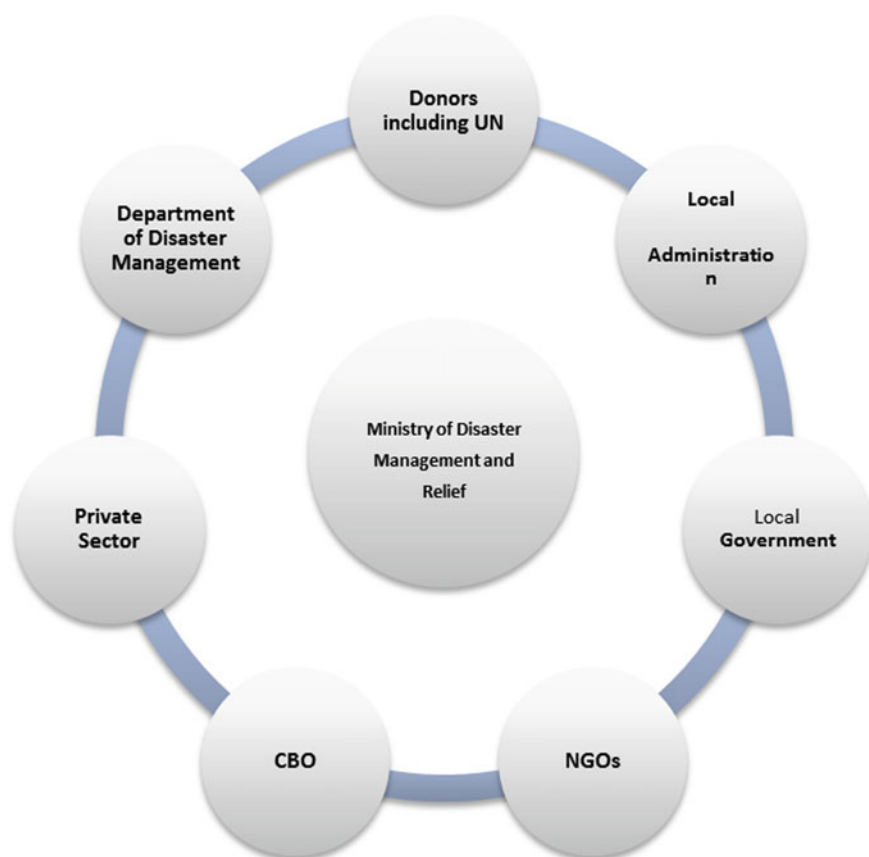 Donors
including UN
Local
Administratio
n
Department
of Disaster
Management
Ministry of Disaster
Management and
Relief
Local
Government
Private
Sector
NGOs
CBO